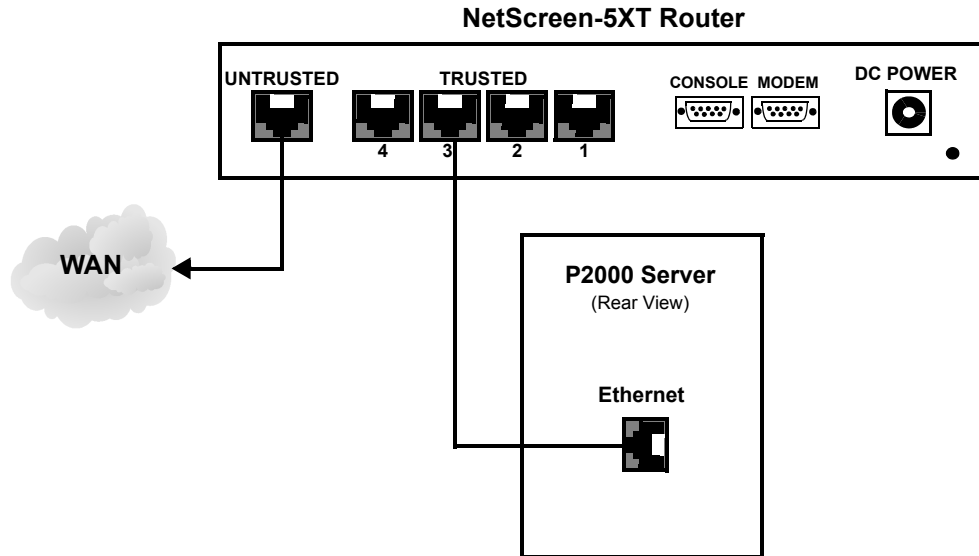 NetScreen-5XT Router
UNTRUSTED
TRUSTED
CONSOLE MODEM
DC POWER
4 3 2 1
WAN
P2000 Server
(Rear View)
Ethernet